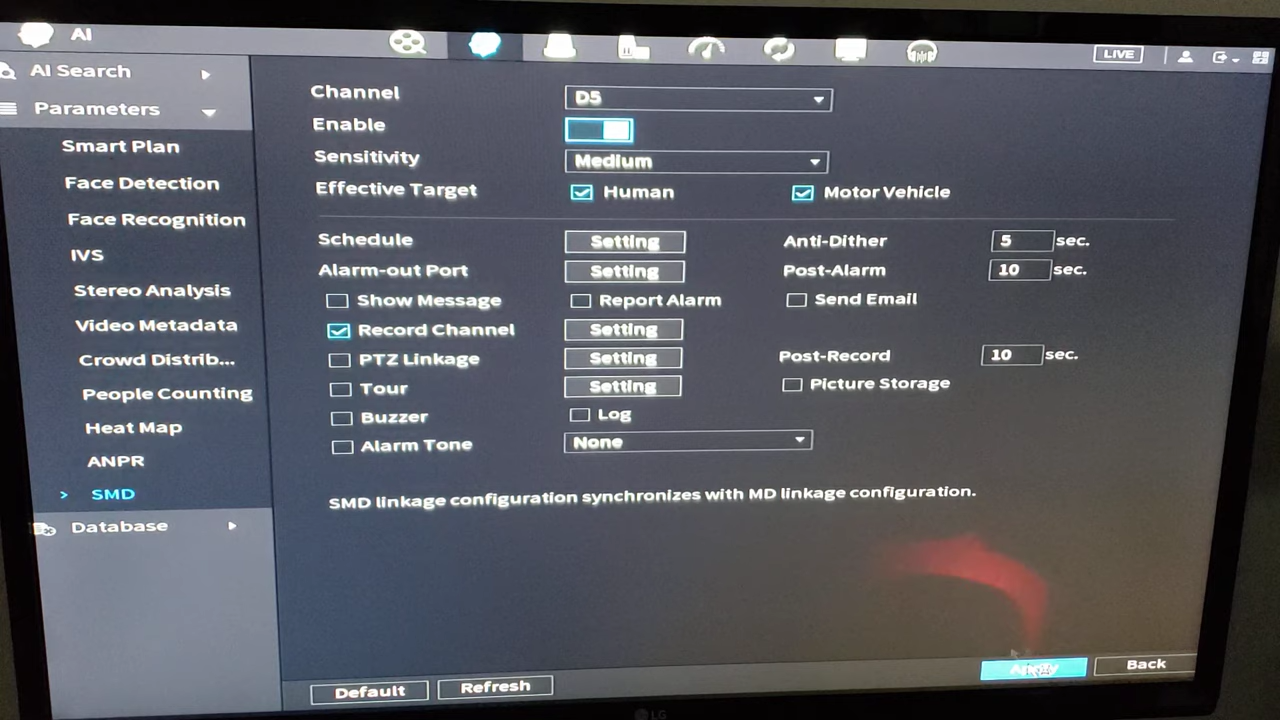 AI
LIVE
AI Search
Parameters
Smart Plan
Face Detection
Face Recognition
IVS
Stereo Analysis
Video Metadata
Crowd Distrib...
People Counting
Heat Map
ANPR
> SMD
Database
Channel D5
Enable
Sensitivity Medium
Effective Target Human Motor Vehicle
Schedule Setting Anti-Dither 5 sec.
Alarm-out Port Setting Post-Alarm 10 sec.
Show Message Report Alarm Send Email
Record Channel Setting
PTZ Linkage Setting Post-Record 10 sec.
Tour Setting Picture Storage
Buzzer Log
Alarm Tone None
SMD linkage configuration synchronizes with MD linkage configuration.
Default Refresh Apply Back
LG